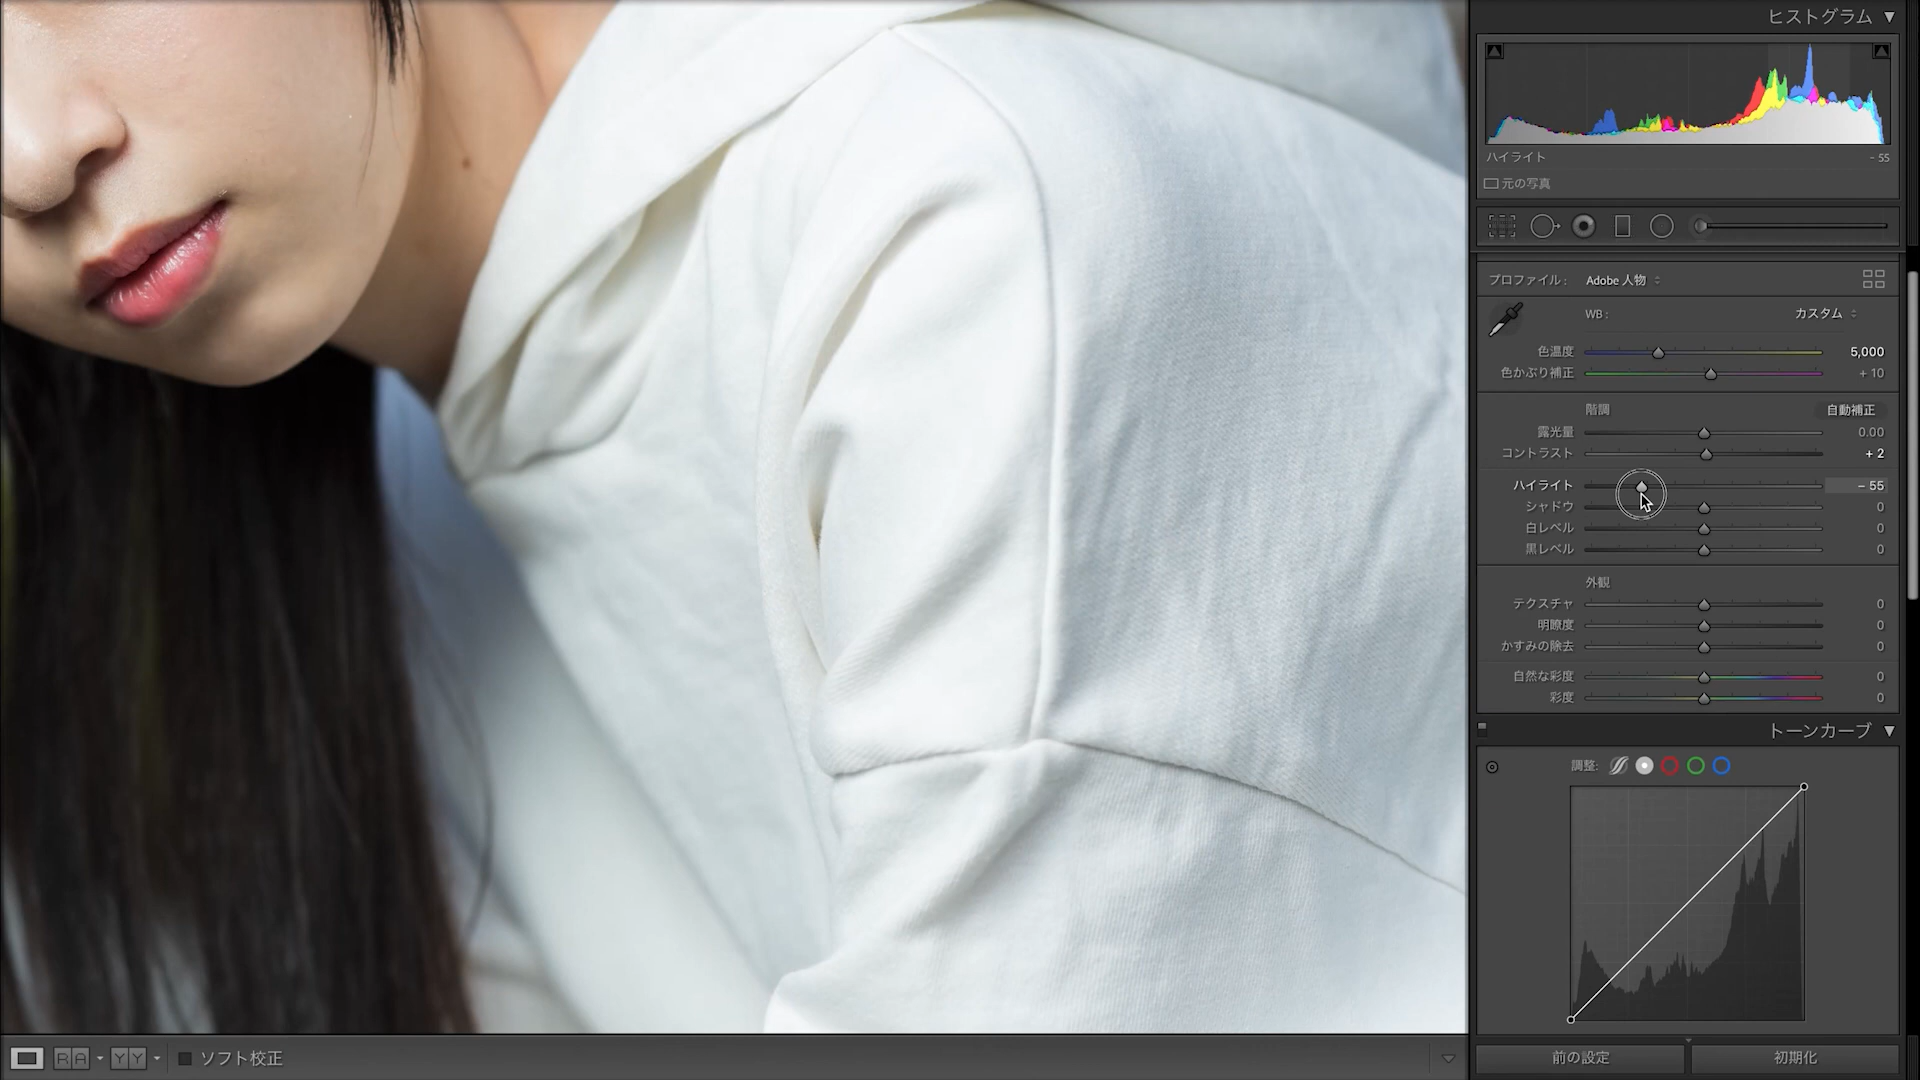 ヒストグラム ▼
ハイライト - 55
元の写真
プロファイル: Adobe 人物
WB: カスタム
色温度 5,000
色かぶり補正 + 10
階調 自動補正
露光量 0.00
コントラスト + 2
ハイライト - 55
シャドウ 0
白レベル 0
黒レベル 0
外観
テクスチャ 0
明瞭度 0
かすみの除去 0
自然な彩度 0
彩度 0
トーンカーブ ▼
調整:
R A Y Y ソフト校正
前の設定 初期化